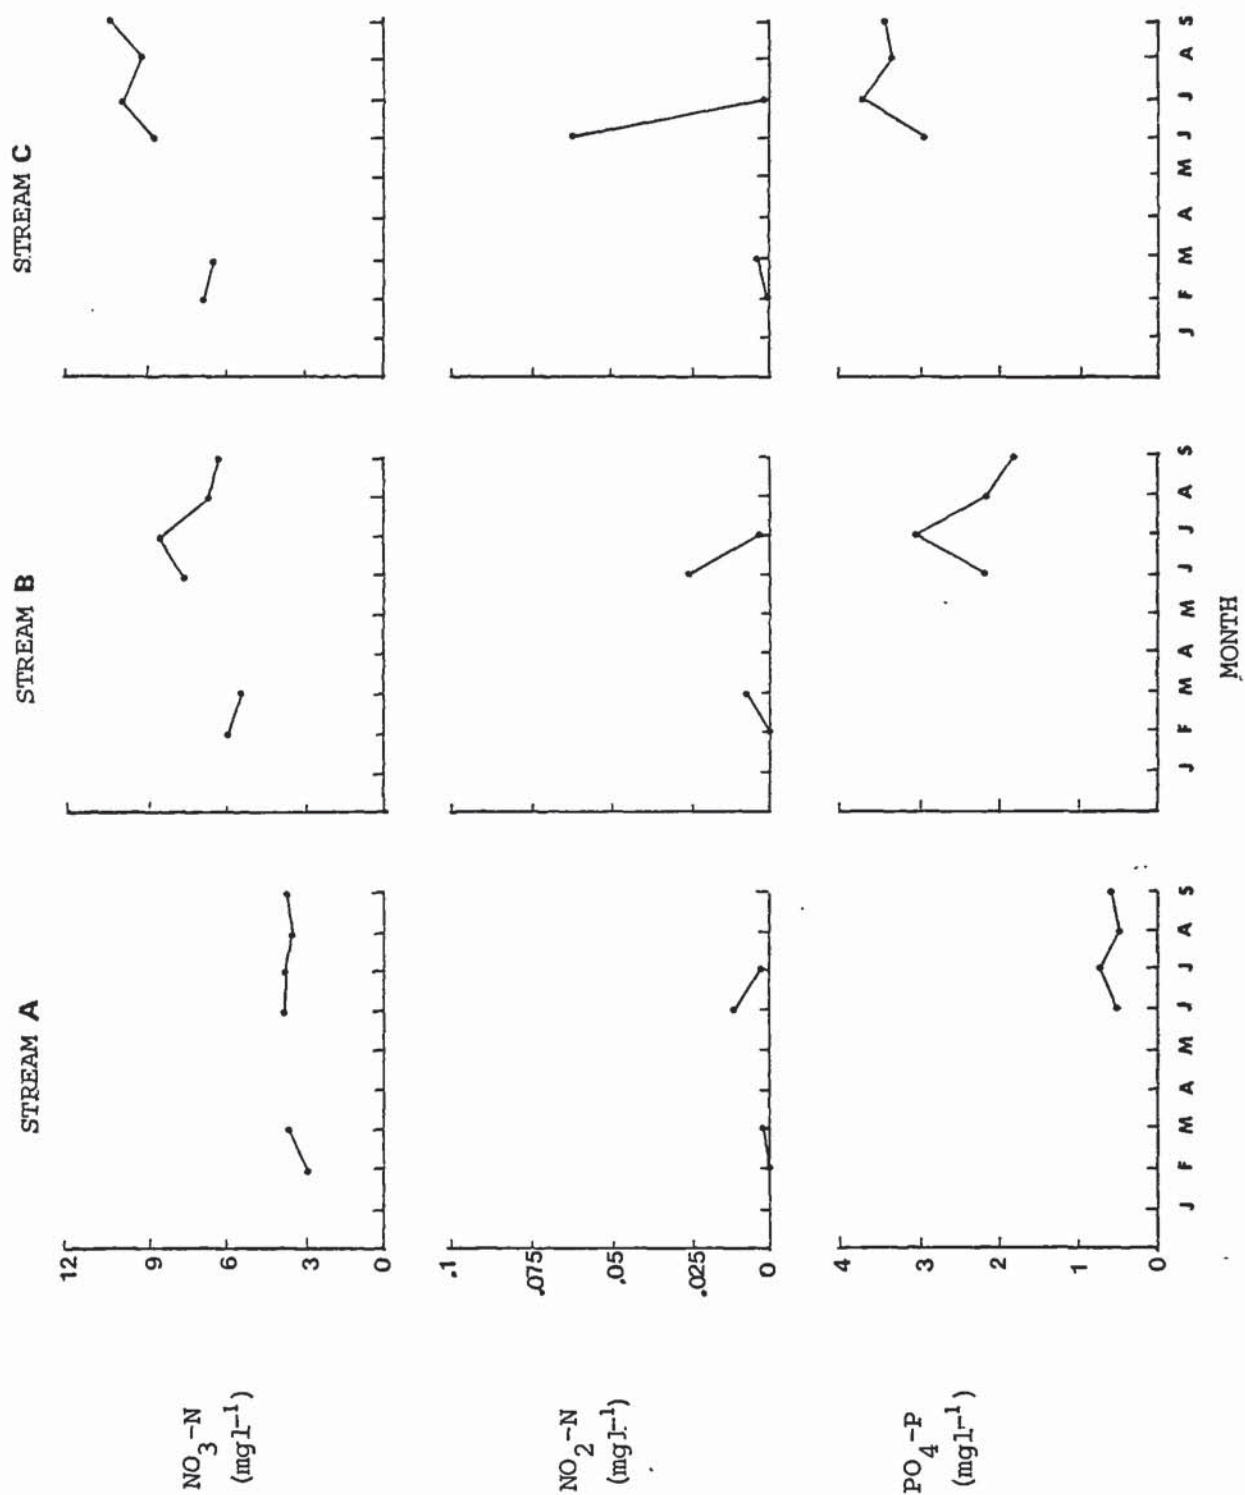 STREAM A
STREAM B
STREAM C
NO3-N
(mgl-1)
12
9
6
3
0
NO2-N
(mgl-1)
.1
.075
.05
.025
0
PO4-P
(mgl-1)
4
3
2
1
0
J F M A M J J A S
J F M A M J J A S
J F M A M J J A S
MONTH